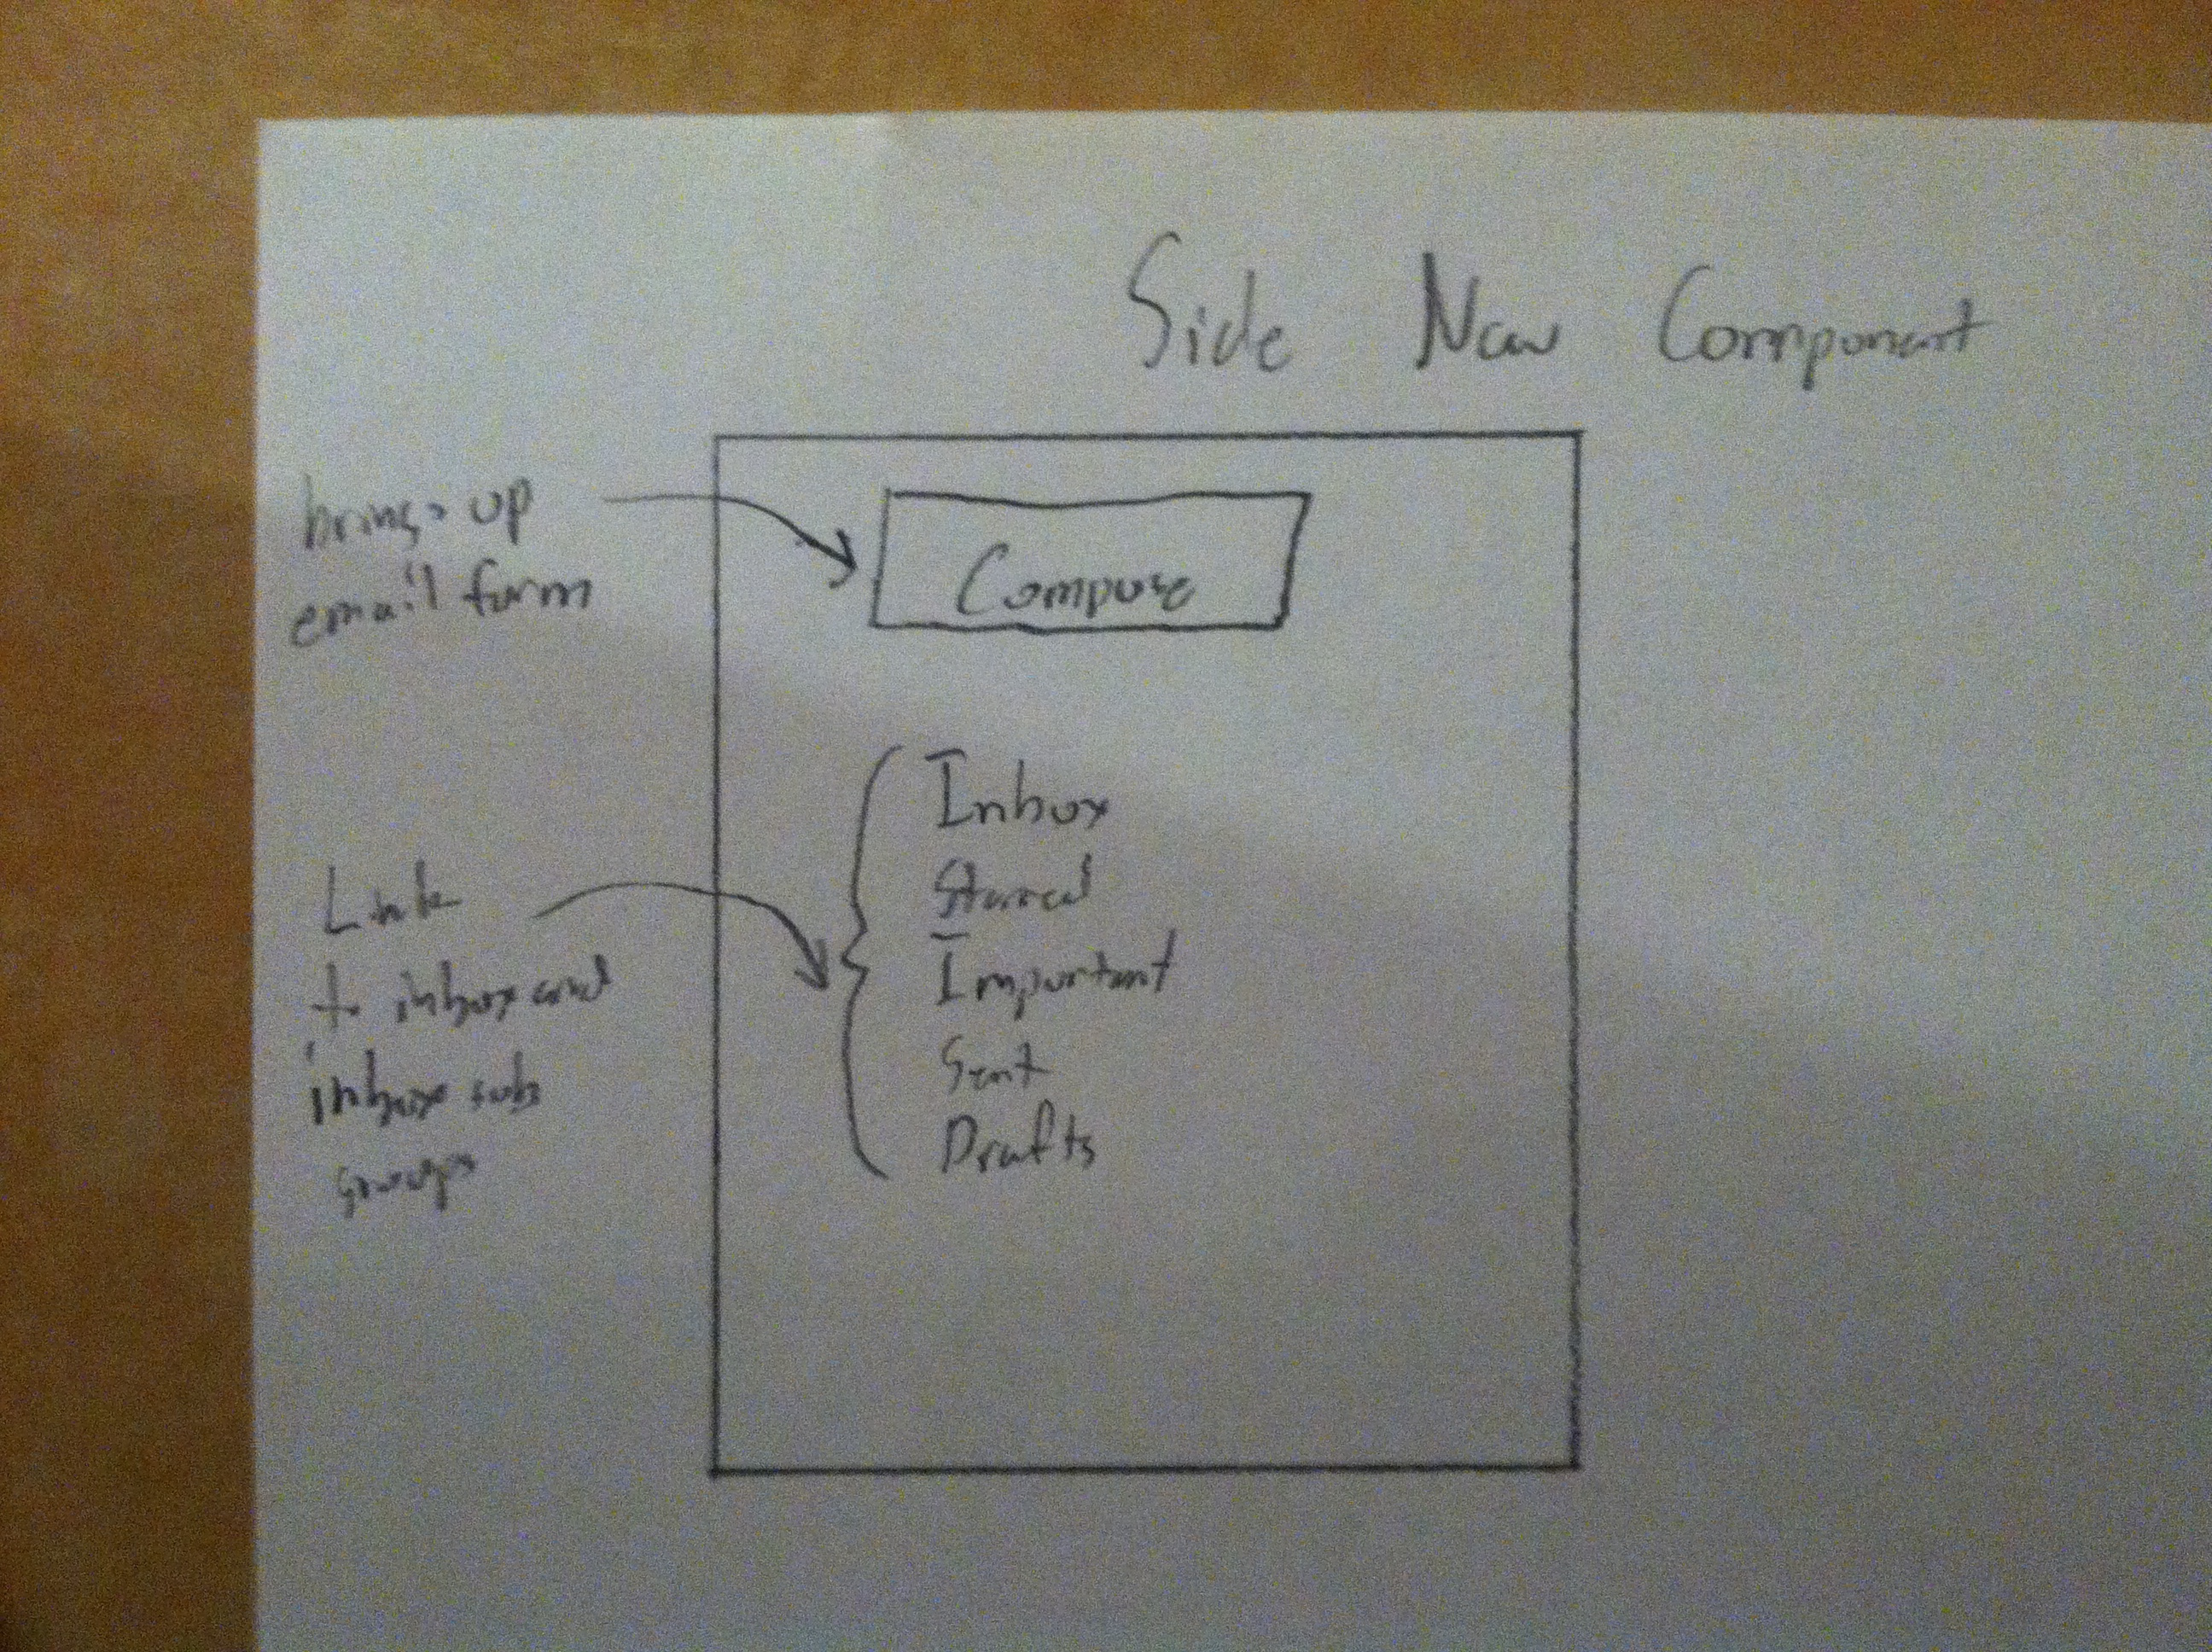 Side Nav Component
brings up
email form
Compose
Inbox
Starred
Important
Sent
Drafts
Link
to inbox and
inbox sub
groups